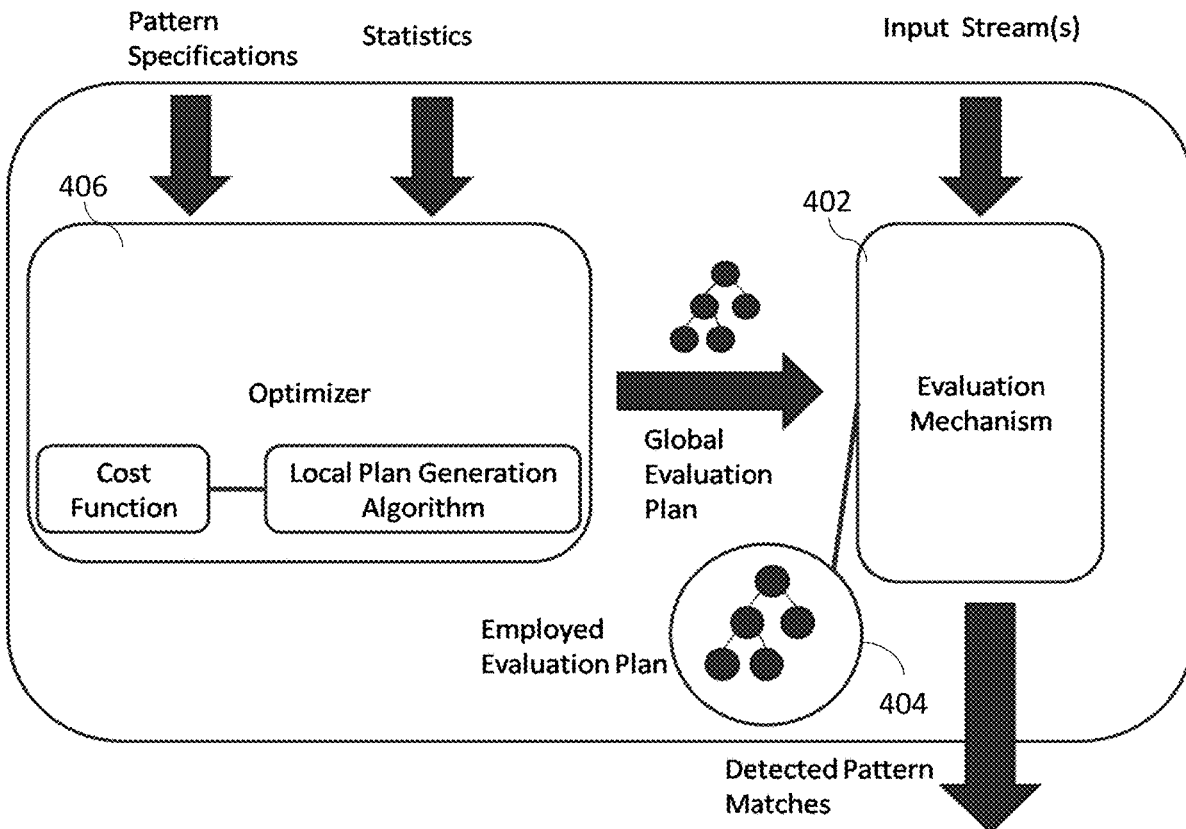 Pattern
Specifications
Statistics
Input Stream(s)
406
402
Optimizer
Cost
Function
Local Plan Generation
Algorithm
Global
Evaluation
Plan
Evaluation
Mechanism
Employed
Evaluation Plan
404
Detected Pattern
Matches